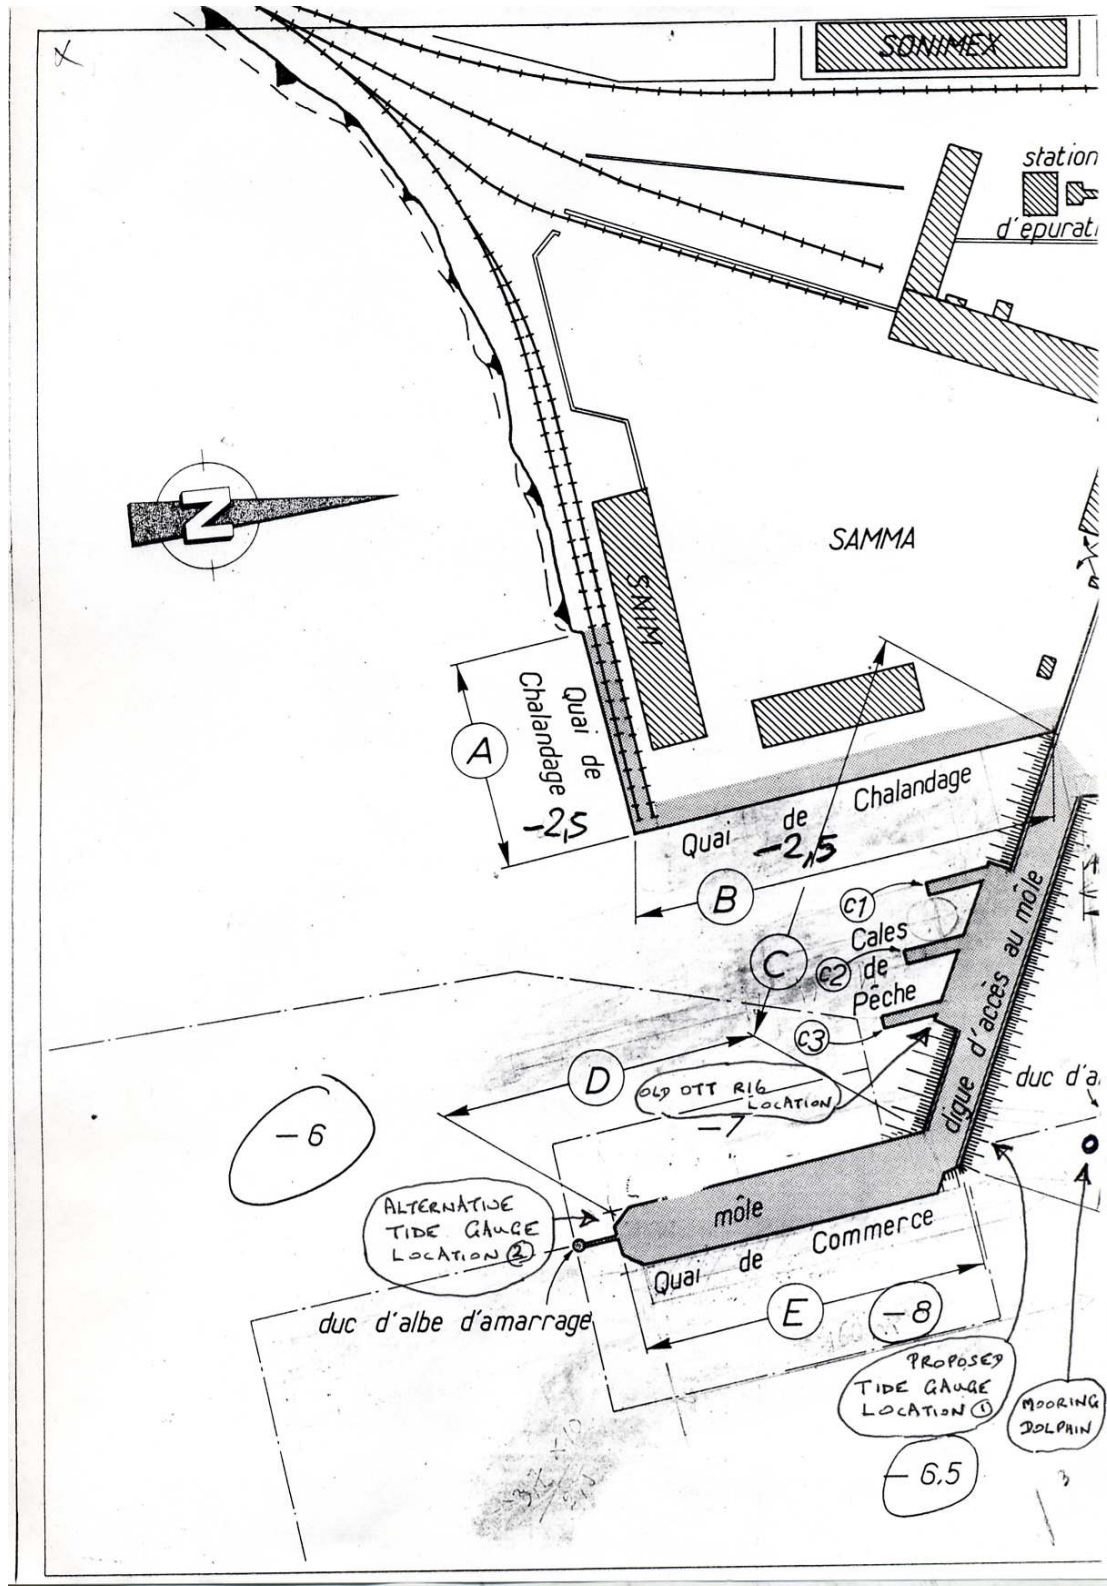 SONIMEX
station
d'epurati
N
SAMMA
SNIM
A
Quai de
Chalandage
-2,5
Quai de Chalandage
-2,5
B
C
c1
Cales
c2
de
Pêche
c3
digue d'accès au môle
duc d'a
D
OLD OTT RIG
LOCATION
-7
-6
ALTERNATIVE
TIDE GAUGE
LOCATION 2
môle
Quai de Commerce
duc d'albe d'amarrage
E
-8
PROPOSED
TIDE GAUGE
LOCATION 1
MOORING
DOLPHIN
-6,5
3